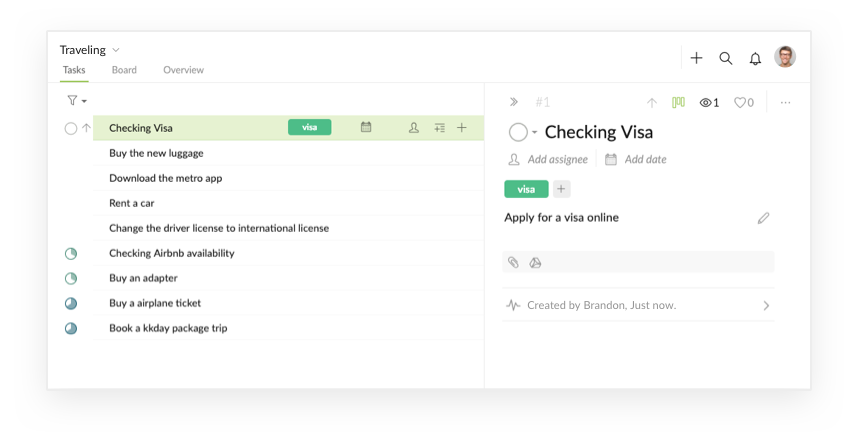 Traveling
Tasks Board Overview
Checking Visa visa
Buy the new luggage
Download the metro app
Rent a car
Change the driver license to international license
Checking Airbnb availability
Buy an adapter
Buy a airplane ticket
Book a kkday package trip
#1 1 0
Checking Visa
Add assignee Add date
visa +
Apply for a visa online
Created by Brandon, Just now.